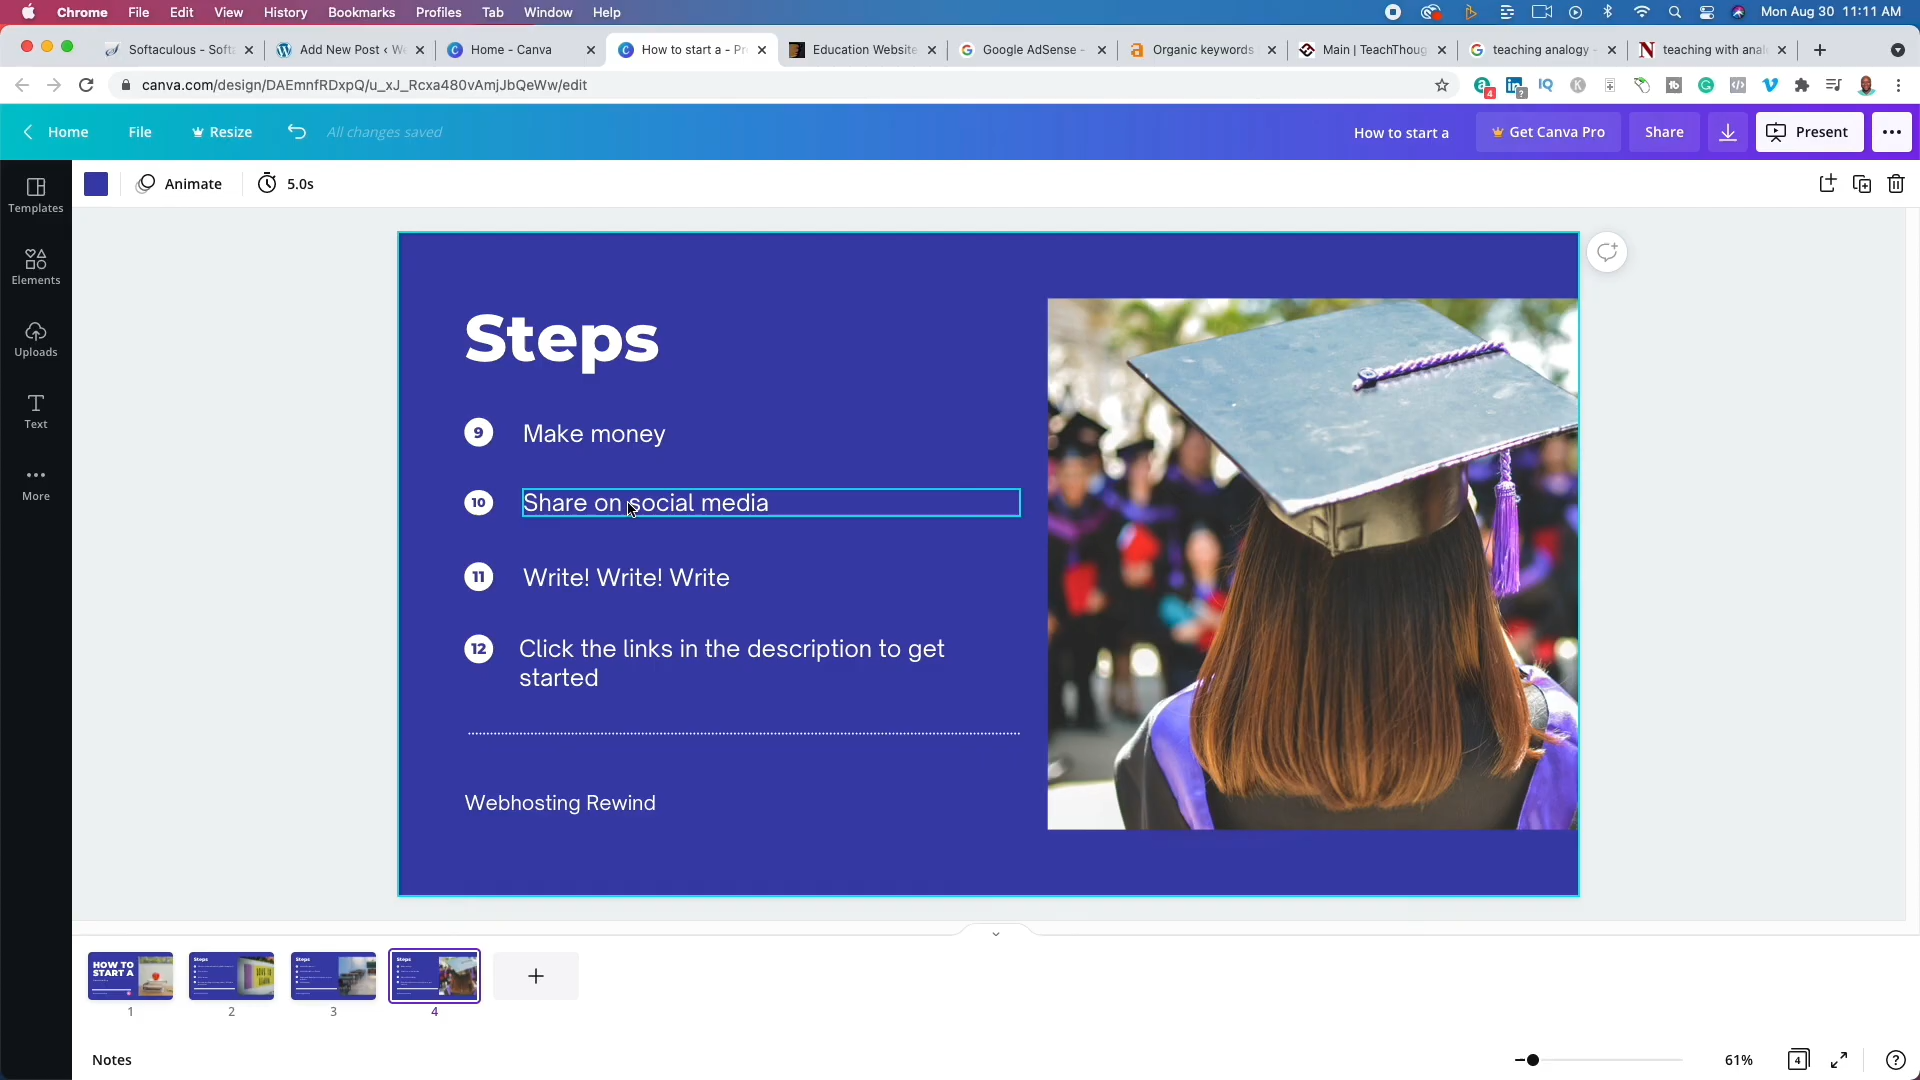 Chrome File Edit View History Bookmarks Profiles Tab Window Help
Mon Aug 30 11:11 AM
Softaculous - Soft
Add New Post ‹ W
Home - Canva
How to start a - Pr
Education Website
Google AdSense -
Organic keywords
Main | TeachThoug
teaching analogy -
teaching with anal
canva.com/design/DAEmnfRDxpQ/u_xJ_Rcxa480vAmjJbQeWw/edit
Home File Resize All changes saved
How to start a Get Canva Pro Share Present
Templates
Elements
Uploads
Text
More
Animate 5.0s
Steps
9 Make money
10 Share on social media
11 Write! Write! Write
12 Click the links in the description to get
started
Webhosting Rewind
HOW TO
START A
Steps
Steps
Steps
1 2 3 4
Notes
61%
4